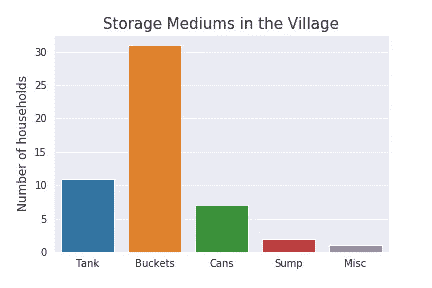 Storage Mediums in the Village
Number of households
30
25
20
15
10
5
0
Tank Buckets Cans Sump Misc